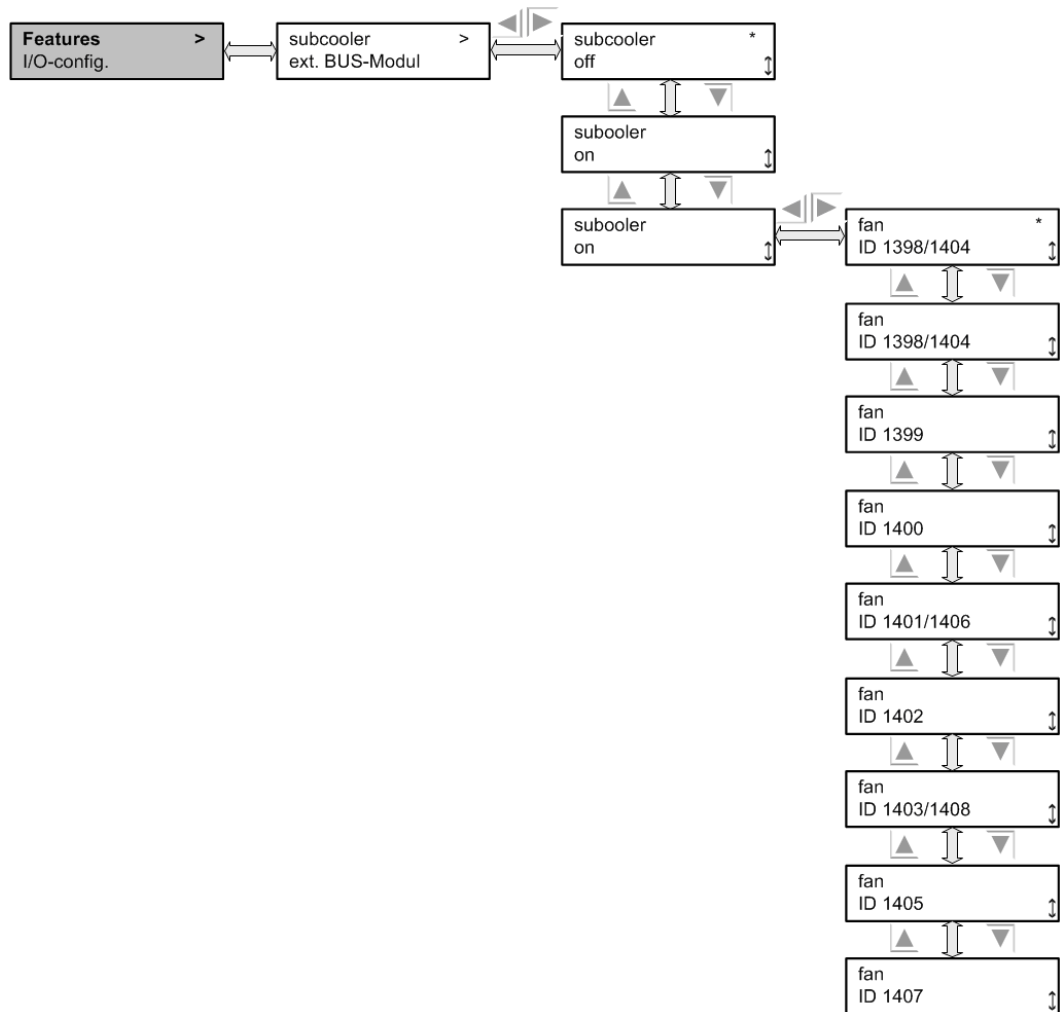 Features >
I/O-config.
subcooler >
ext. BUS-Modul
subcooler *
off
subooler
on
subooler
on
fan *
ID 1398/1404
fan
ID 1398/1404
fan
ID 1399
fan
ID 1400
fan
ID 1401/1406
fan
ID 1402
fan
ID 1403/1408
fan
ID 1405
fan
ID 1407